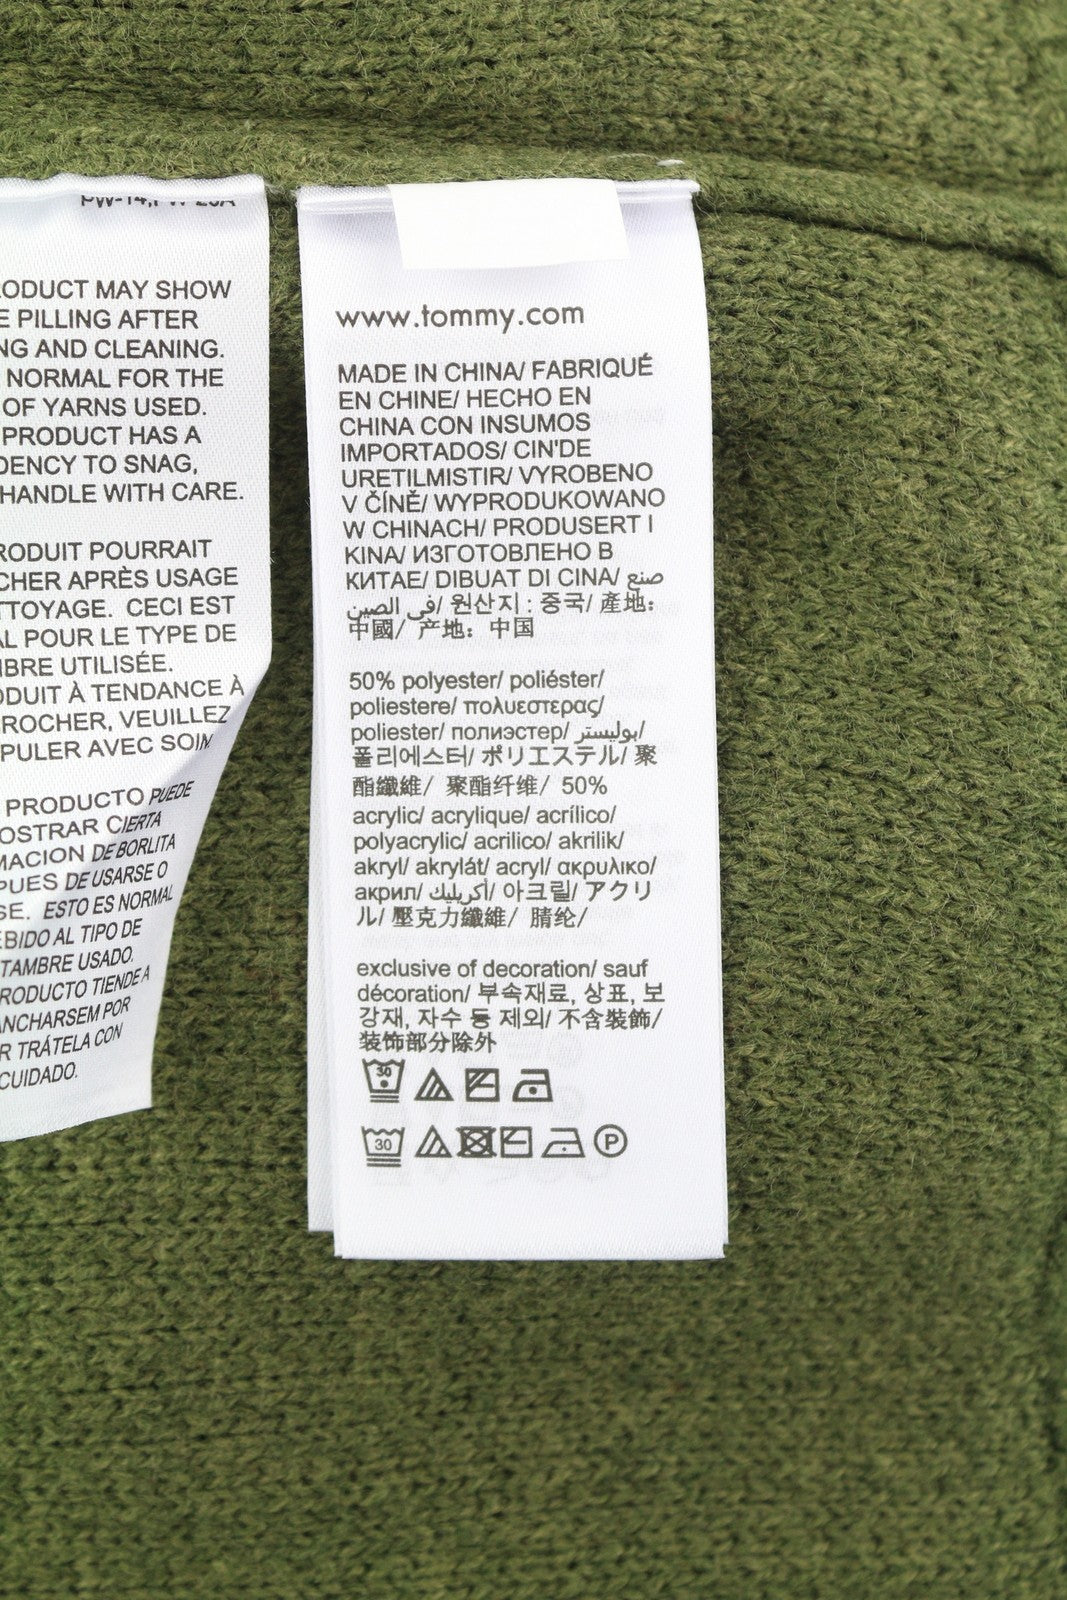 ODUCT MAY SHOW
E PILLING AFTER
NG AND CLEANING.
NORMAL FOR THE
OF YARNS USED.
PRODUCT HAS A
DENCY TO SNAG,
HANDLE WITH CARE.
RODUIT POURRAIT
CHER APRÈS USAGE
TTOYAGE. CECI EST
AL POUR LE TYPE DE
IBRE UTILISÉE.
ODUIT À TENDANCE À
ROCHER, VEUILLEZ
PULER AVEC SOIN
PRODUCTO PUEDE
OSTRAR CIERTA
MACION DE BORLITA
PUES DE USARSE O
SE. ESTO ES NORMAL
EBIDO AL TIPO DE
TAMBRE USADO.
RODUCTO TIENDE A
ANCHARSEM POR
R TRÁTELA CON
CUIDADO.
www.tommy.com
MADE IN CHINA/ FABRIQUÉ
EN CHINE/ HECHO EN
CHINA CON INSUMOS
IMPORTADOS/ CIN'DE
URETILMISTIR/ VYROBENO
V ČÍNĚ/ WYPRODUKOWANO
W CHINACH/ PRODUSERT I
KINA/ ИЗГОТОВЛЕНО В
КИТАЕ/ DIBUAT DI CINA/ صنع
في الصين/ 원산지 : 중국/ 產地:
中國/ 产地: 中国
50% polyester/ poliéster/
poliestere/ πολυεστερας/
poliester/ полиэстер/ بوليستر/
폴리에스터/ ポリエステル/ 聚
酯纖維/ 聚酯纤维/ 50%
acrylic/ acrylique/ acrílico/
polyacrylic/ acrilico/ akrilik/
akryl/ akrylát/ acryl/ ακρυλικο/
акрил/ أكريليك/ 아크릴/ アクリ
ル/ 壓克力纖維/ 腈纶/
exclusive of decoration/ sauf
décoration/ 부속재료, 상표, 보
강재, 자수 등 제외/ 不含裝飾/
装饰部分除外
30
30 P